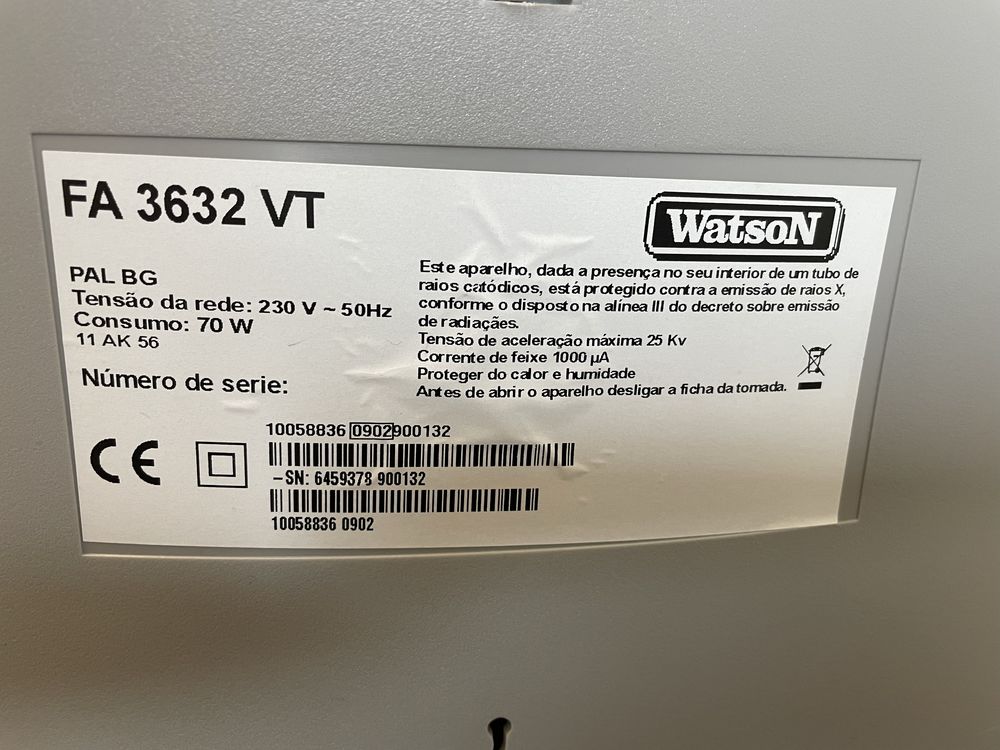 FA 3632 VT
WatsoN
PAL BG
Tensão da rede: 230 V ~ 50Hz
Consumo: 70 W
11 AK 56
Número de serie:
Este aparelho, dada a presença no seu interior de um tubo de
raios catódicos, está protegido contra a emissão de raios X,
conforme o disposto na alínea III do decreto sobre emissão
de radiações.
Tensão de aceleração máxima 25 Kv
Corrente de feixe 1000 µA
Proteger do calor e humidade
Antes de abrir o aparelho desligar a ficha da tomada.
10058836 0902 900132
CE
-SN: 6459378 900132
10058836 0902